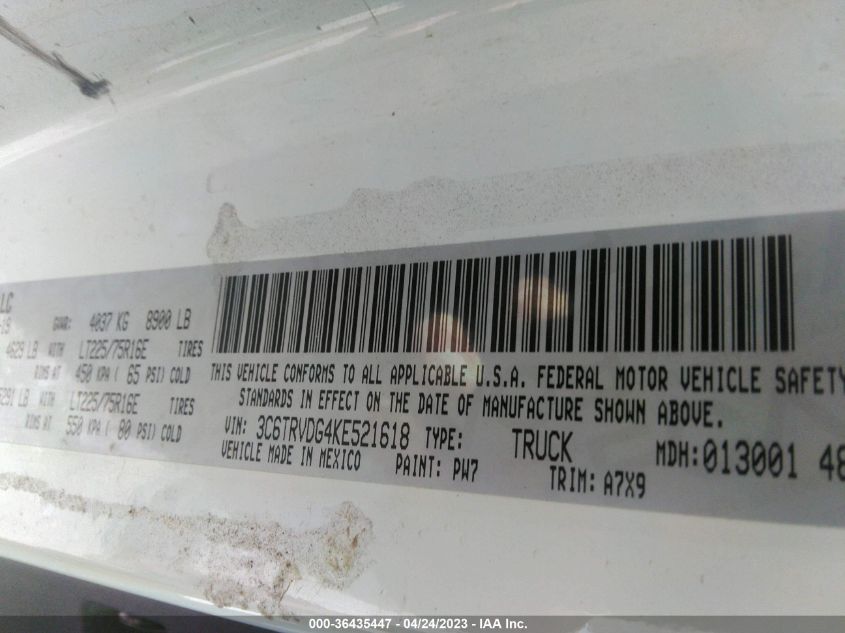 LC
-19 GVWR: 4037 KG 8900 LB
4629 LB WITH LT225/75R16E TIRES
RIMS AT 450 KPA ( 65 PSI) COLD
5291 LB WITH LT225/75R16E TIRES
RIMS AT 550 KPA ( 80 PSI) COLD
THIS VEHICLE CONFORMS TO ALL APPLICABLE U.S.A. FEDERAL MOTOR VEHICLE SAFETY
STANDARDS IN EFFECT ON THE DATE OF MANUFACTURE SHOWN ABOVE.
VIN: 3C6TRVDG4KE521618 TYPE: TRUCK MDH: 013001 48
VEHICLE MADE IN MEXICO PAINT: PW7 TRIM: A7X9
000-36435447 - 04/24/2023 - IAA Inc.